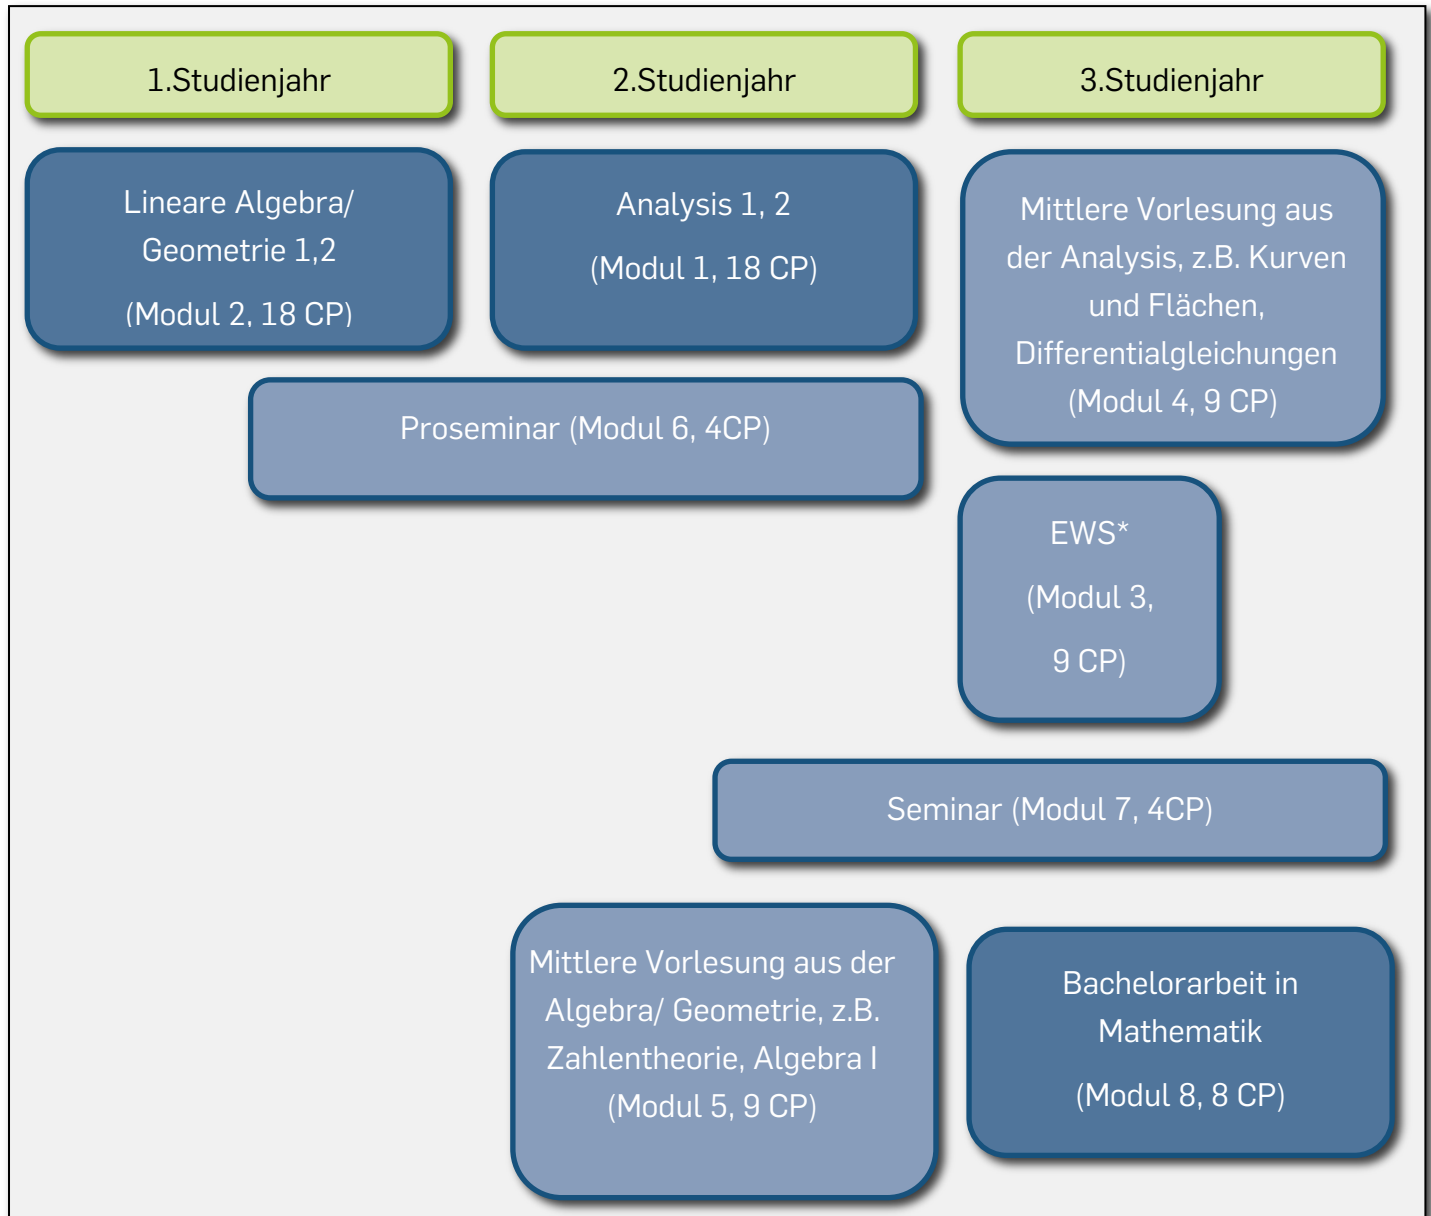 1.Studienjahr
2.Studienjahr
3.Studienjahr
Lineare Algebra/
Geometrie 1,2
(Modul 2, 18 CP)
Analysis 1, 2
(Modul 1, 18 CP)
Mittlere Vorlesung aus
der Analysis, z.B. Kurven
und Flächen,
Differentialgleichungen
(Modul 4, 9 CP)
Proseminar (Modul 6, 4CP)
EWS*
(Modul 3,
9 CP)
Seminar (Modul 7, 4CP)
Mittlere Vorlesung aus der
Algebra/ Geometrie, z.B.
Zahlentheorie, Algebra I
(Modul 5, 9 CP)
Bachelorarbeit in
Mathematik
(Modul 8, 8 CP)